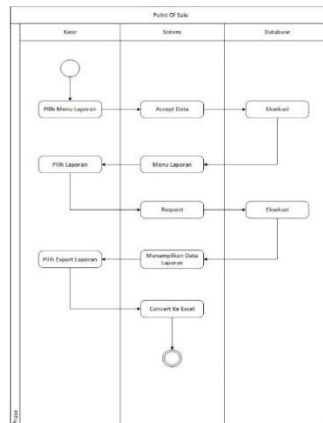 Point Of Sale
Kasir
Sistem
Database
Pilih Menu Laporan
Accept Data
Eksekusi
Pilih Laporan
Menu Laporan
Request
Eksekusi
Pilih Export Laporan
Menampilkan Data
Laporan
Convert Ke Excel
Phase